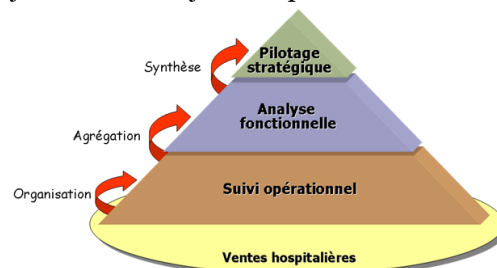 Pilotage
stratégique
Synthèse
Analyse
fonctionnelle
Agrégation
Suivi opérationnel
Organisation
Ventes hospitalières